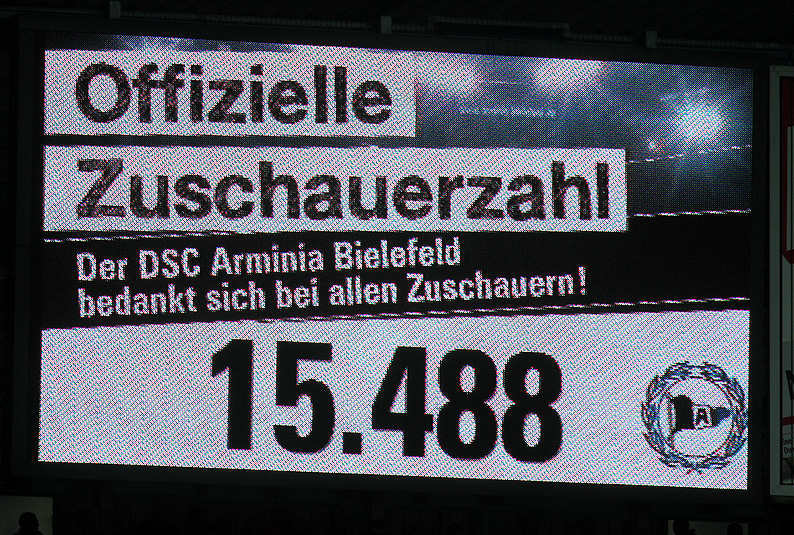 Offizielle
Zuschauerzahl
Der DSC Arminia Bielefeld
bedankt sich bei allen Zuschauern!
15.488
A